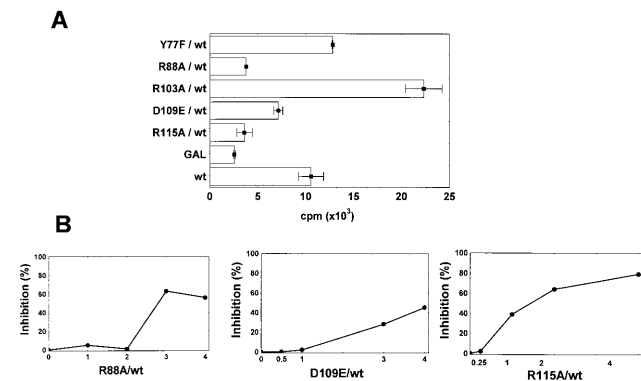 A
Y77F / wt
R88A / wt
R103A / wt
D109E / wt
R115A / wt
GAL
wt
0 5 10 15 20 25
cpm (x10³)
B
Inhibition (%)
100
80
60
40
20
0
0 1 2 3 4
R88A/wt
Inhibition (%)
100
80
60
40
20
0
0 0.5 1 3 4
D109E/wt
Inhibition (%)
100
80
60
40
20
0
0.25 1 2 4
R115A/wt